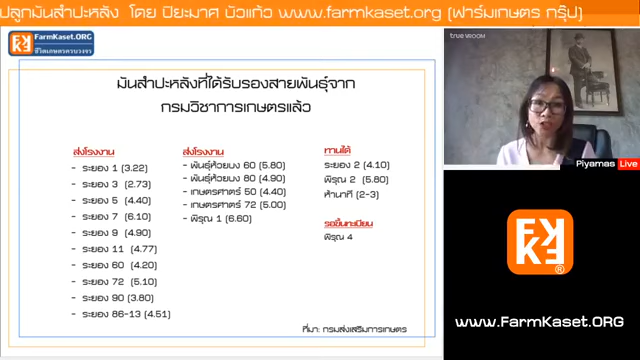 ปลูกมันสำปะหลัง โดย ปิยะมาศ บัวแก้ว www.farmkaset.org (ฟาร์มเกษตร กรุ๊ป)
FarmKaset.ORG
ชีวิตเกษตรครบวงจร
true VROOM
มันสำปะหลังที่ได้รับรองสายพันธุ์จาก
กรมวิชาการเกษตรแล้ว
ส่งโรงงาน
- ระยอง 1 (3.22)
- ระยอง 3 (2.73)
- ระยอง 5 (4.40)
- ระยอง 7 (6.10)
- ระยอง 9 (4.90)
- ระยอง 11 (4.77)
- ระยอง 60 (4.20)
- ระยอง 72 (5.10)
- ระยอง 90 (3.80)
- ระยอง 86-13 (4.51)
ส่งโรงงาน
- พันธุ์ห้วยบง 60 (5.80)
- พันธุ์ห้วยบง 80 (4.90)
- เกษตรศาตร์ 50 (4.40)
- เกษตรศาตร์ 72 (5.00)
- พิรุณ 1 (6.60)
ทานได้
ระยอง 2 (4.10)
พิรุณ 2 (5.80)
ห้านาที (2-3)
รอขึ้นทะเบียน
พิรุณ 4
ที่มา: กรมส่งเสริมการเกษตร
Piyamas Live
www.FarmKaset.ORG